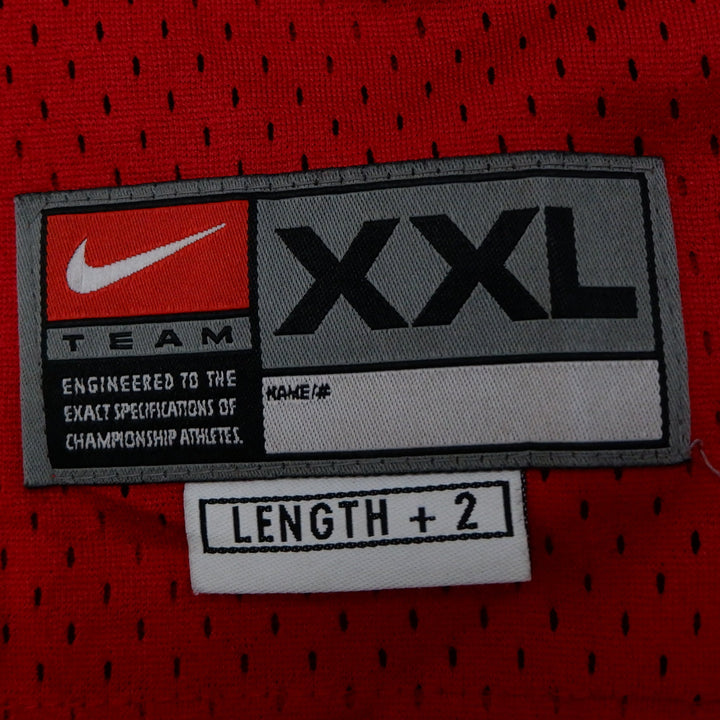 XXL
TEAM
ENGINEERED TO THE
EXACT SPECIFICATIONS OF
CHAMPIONSHIP ATHLETES.
NAME/#
LENGTH + 2